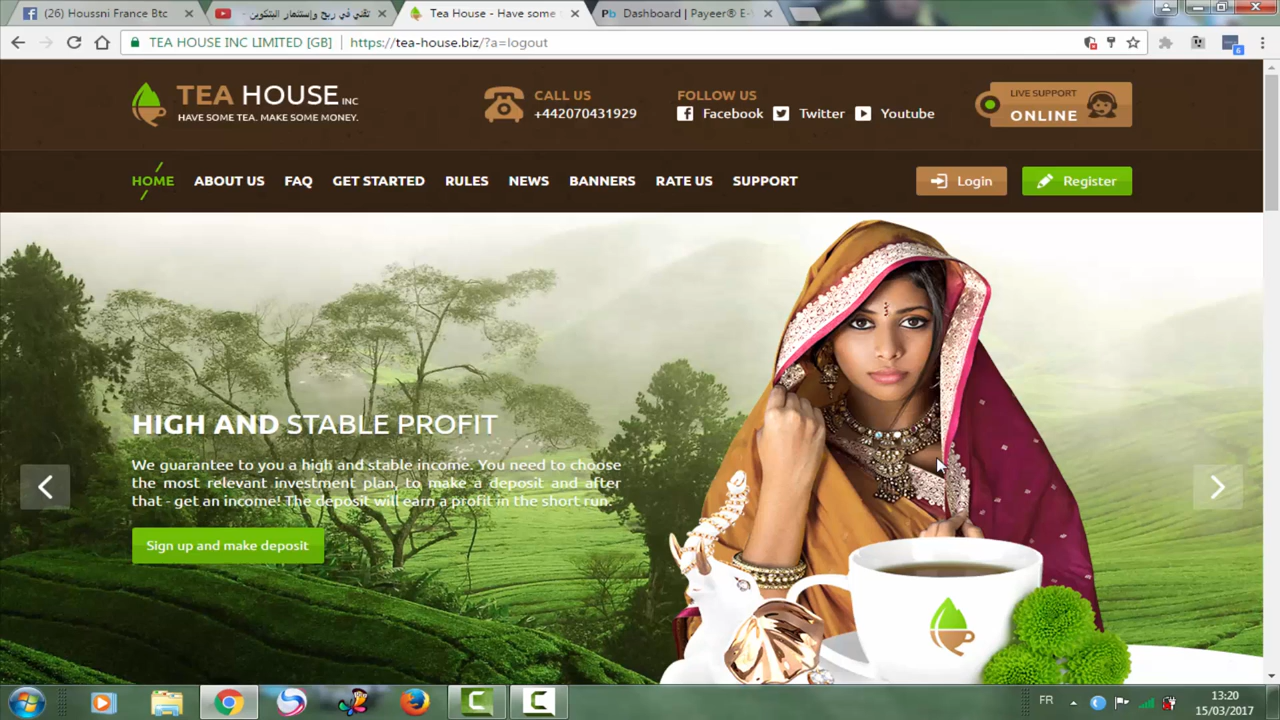 (26) Houssni France Btc
تقني في ربح وإستثمار البتكوين -
Tea House - Have some
Dashboard | Payeer® E-
TEA HOUSE INC LIMITED [GB]
https://tea-house.biz/?a=logout
TEA HOUSE INC
HAVE SOME TEA. MAKE SOME MONEY.
CALL US
+442070431929
FOLLOW US
Facebook
Twitter
Youtube
LIVE SUPPORT
ONLINE
HOME
ABOUT US
FAQ
GET STARTED
RULES
NEWS
BANNERS
RATE US
SUPPORT
Login
Register
HIGH AND STABLE PROFIT
We guarantee to you a high and stable income. You need to choose
the most relevant investment plan, to make a deposit and after
that - get an income! The deposit will earn a profit in the short run.
Sign up and make deposit
FR
13:20
15/03/2017
6